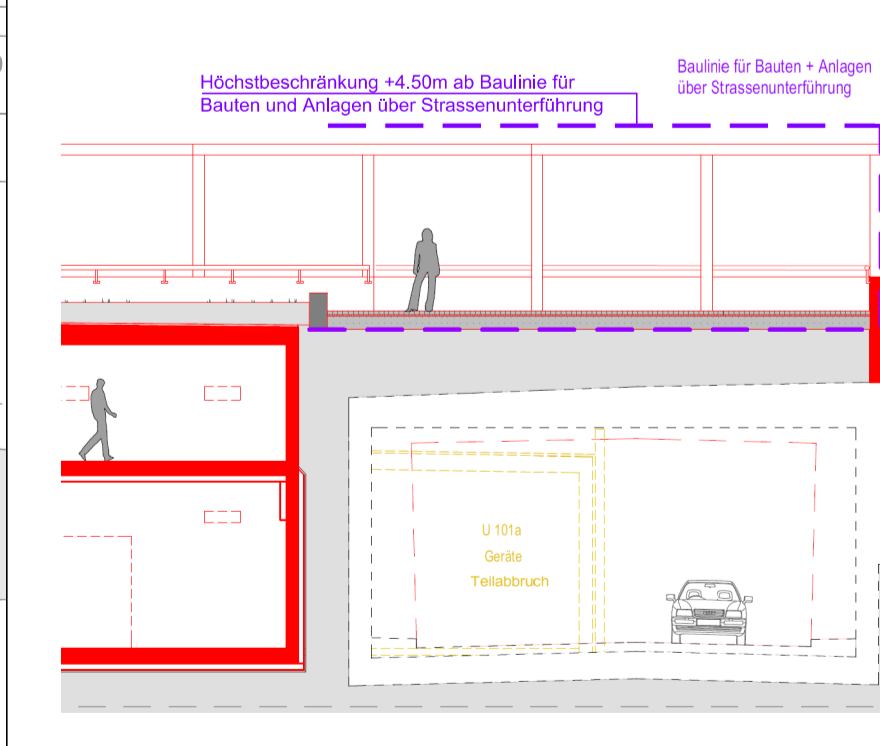 Höchstbeschränkung +4.50m ab Baulinie für
Bauten und Anlagen über Strassenunterführung
Baulinie für Bauten + Anlagen
über Strassenunterführung
U 101a
Geräte
Teilabbruch